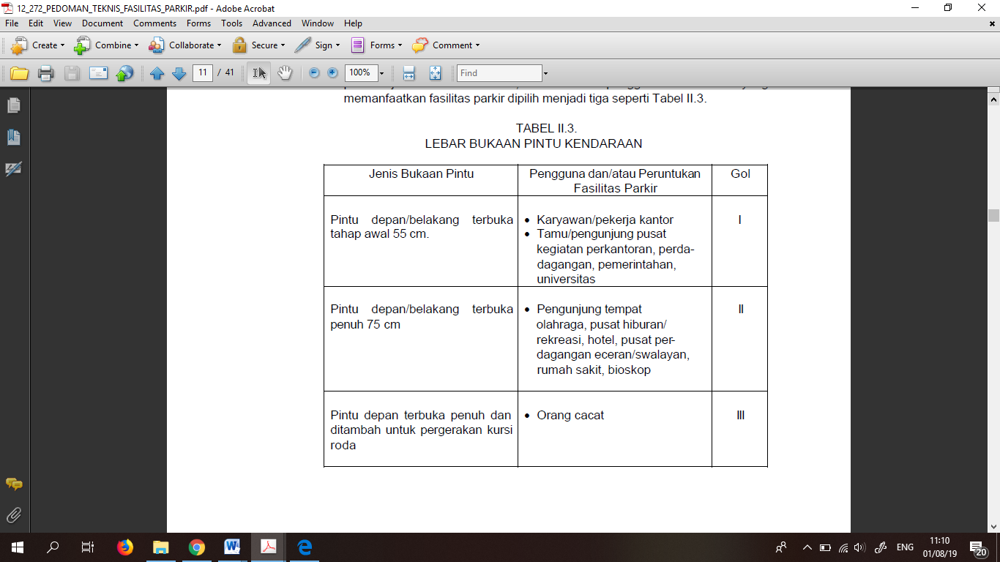 12_272_PEDOMAN_TEKNIS_FASILITAS_PARKIR.pdf - Adobe Acrobat
File Edit View Document Comments Forms Tools Advanced Window Help
Create Combine Collaborate Secure Sign Forms Comment
11 / 41 100% Find
memanfaatkan fasilitas parkir dipilih menjadi tiga seperti Tabel II.3.
TABEL II.3.
LEBAR BUKAAN PINTU KENDARAAN
Jenis Bukaan Pintu
Pengguna dan/atau Peruntukan
Fasilitas Parkir
Gol
Pintu depan/belakang terbuka
tahap awal 55 cm.
• Karyawan/pekerja kantor
• Tamu/pengunjung pusat
kegiatan perkantoran, perda-
dagangan, pemerintahan,
universitas
I
Pintu depan/belakang terbuka
penuh 75 cm
• Pengunjung tempat
olahraga, pusat hiburan/
rekreasi, hotel, pusat per-
dagangan eceran/swalayan,
rumah sakit, bioskop
II
Pintu depan terbuka penuh dan
ditambah untuk pergerakan kursi
roda
• Orang cacat
III
ENG
11:10
01/08/19
20